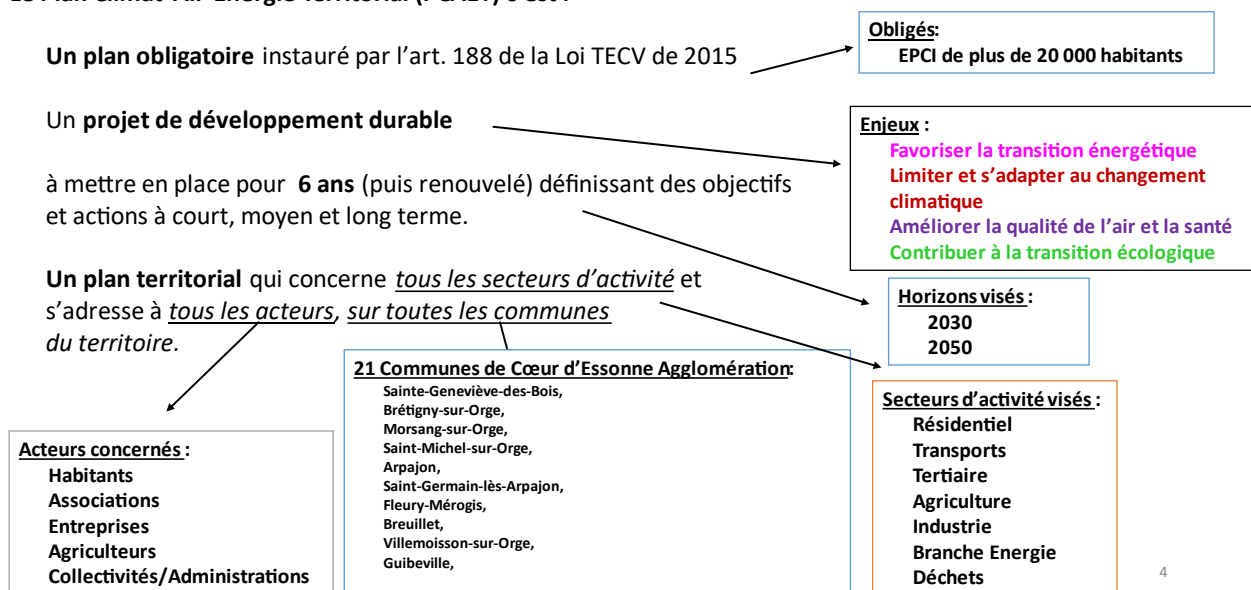 Un plan obligatoire instauré par l'art. 188 de la Loi TECV de 2015
Obligés:
EPCI de plus de 20 000 habitants
Un projet de développement durable
Enjeux :
Favoriser la transition énergétique
Limiter et s'adapter au changement
climatique
Améliorer la qualité de l'air et la santé
Contribuer à la transition écologique
à mettre en place pour 6 ans (puis renouvelé) définissant des objectifs
et actions à court, moyen et long terme.
Horizons visés :
2030
2050
Un plan territorial qui concerne tous les secteurs d'activité et
s'adresse à tous les acteurs, sur toutes les communes
du territoire.
Acteurs concernés :
Habitants
Associations
Entreprises
Agriculteurs
Collectivités/Administrations
21 Communes de Cœur d'Essonne Agglomération:
Sainte-Geneviève-des-Bois,
Brétigny-sur-Orge,
Morsang-sur-Orge,
Saint-Michel-sur-Orge,
Arpajon,
Saint-Germain-lès-Arpajon,
Fleury-Mérogis,
Breuillet,
Villemoisson-sur-Orge,
Guibeville,
Secteurs d'activité visés :
Résidentiel
Transports
Tertiaire
Agriculture
Industrie
Branche Energie
Déchets
4